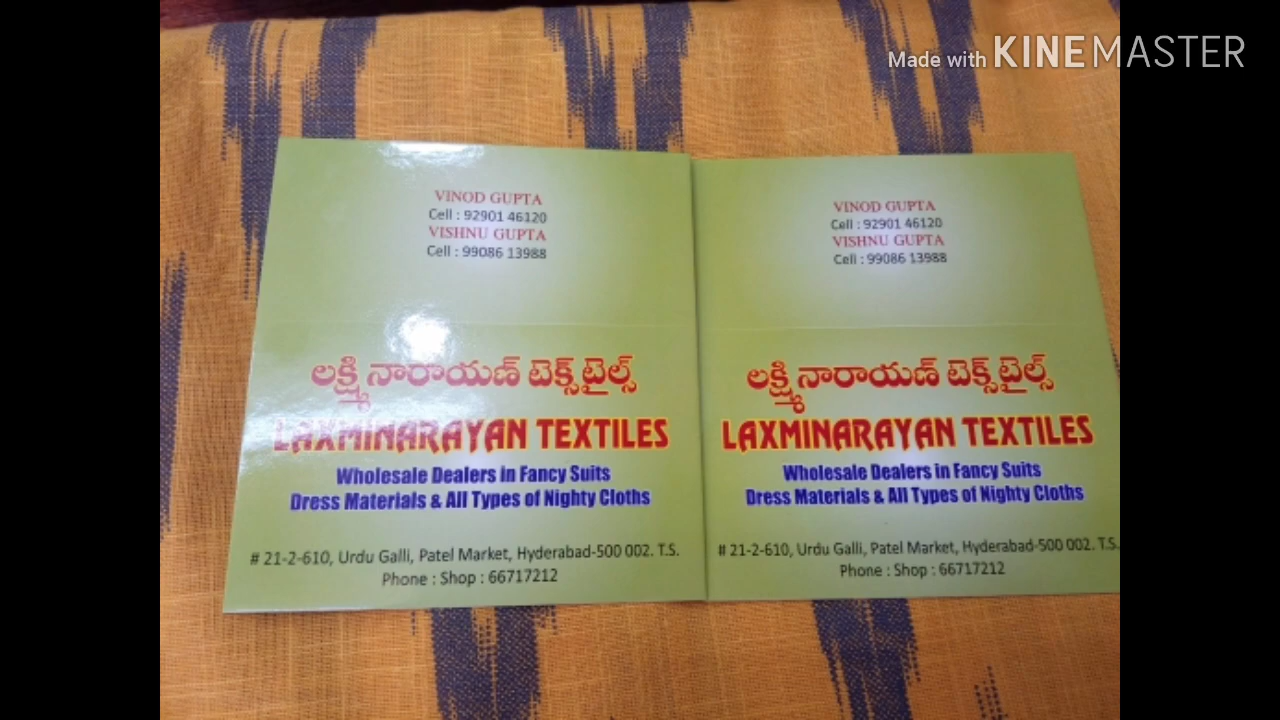 Made with KINEMASTER
VINOD GUPTA
Cell : 92901 46120
VISHNU GUPTA
Cell : 99086 13988
లక్ష్మి నారాయణ్ టెక్స్ టైల్స్
LAXMINARAYAN TEXTILES
Wholesale Dealers in Fancy Suits
Dress Materials & All Types of Nighty Cloths
# 21-2-610, Urdu Galli, Patel Market, Hyderabad-500 002. T.S.
Phone : Shop : 66717212
VINOD GUPTA
Cell : 92901 46120
VISHNU GUPTA
Cell : 99086 13988
లక్ష్మి నారాయణ్ టెక్స్ టైల్స్
LAXMINARAYAN TEXTILES
Wholesale Dealers in Fancy Suits
Dress Materials & All Types of Nighty Cloths
# 21-2-610, Urdu Galli, Patel Market, Hyderabad-500 002. T.S.
Phone : Shop : 66717212